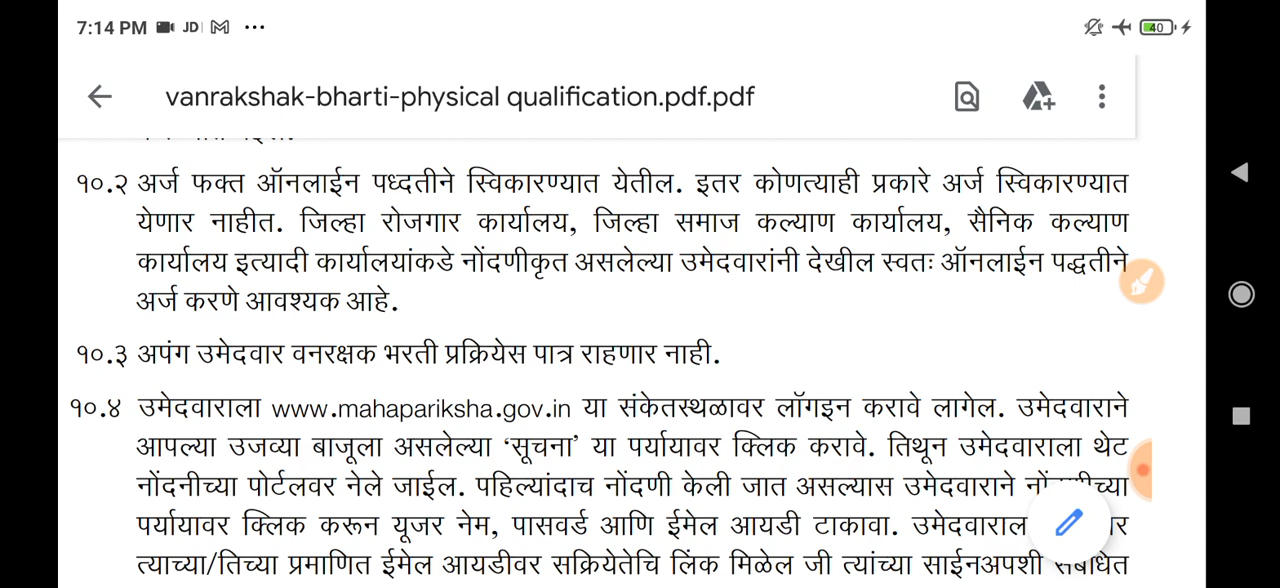 7:14 PM JD 40
vanrakshak-bharti-physical qualification.pdf.pdf
१०.२ अर्ज फक्त ऑनलाईन पध्दतीने स्विकारण्यात येतील. इतर कोणत्याही प्रकारे अर्ज स्विकारण्यात
येणार नाहीत. जिल्हा रोजगार कार्यालय, जिल्हा समाज कल्याण कार्यालय, सैनिक कल्याण
कार्यालय इत्यादी कार्यालयांकडे नोंदणीकृत असलेल्या उमेदवारांनी देखील स्वतः ऑनलाईन पद्धतीने
अर्ज करणे आवश्यक आहे.
१०.३ अपंग उमेदवार वनरक्षक भरती प्रक्रियेस पात्र राहणार नाही.
१०.४ उमेदवाराला www.mahapariksha.gov.in या संकेतस्थळावर लॉगइन करावे लागेल. उमेदवाराने
आपल्या उजव्या बाजूला असलेल्या ‘सूचना’ या पर्यायावर क्लिक करावे. तिथून उमेदवाराला थेट
नोंदनीच्या पोर्टलवर नेले जाईल. पहिल्यांदाच नोंदणी केली जात असल्यास उमेदवाराने
पर्यायावर क्लिक करून यूजर नेम, पासवर्ड आणि ईमेल आयडी टाकावा.
त्याच्या/तिच्या प्रमाणित ईमेल आयडीवर सक्रियेतेचि लिंक मिळेल जी त्यांच्या साईनअपशी संबंधित